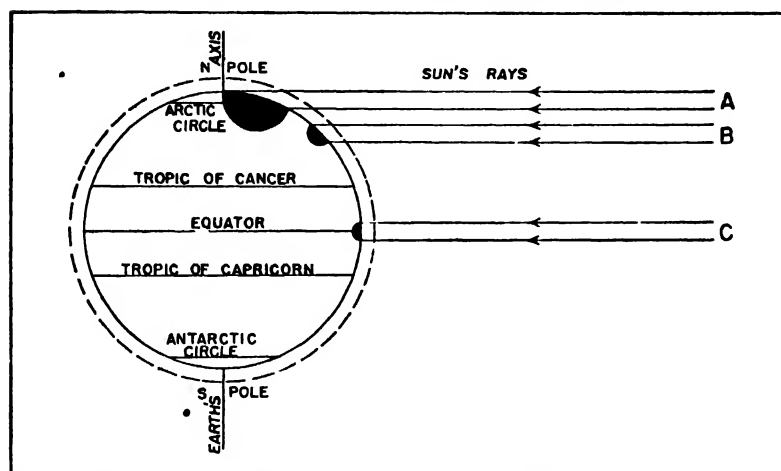 AXIS
N POLE
SUN'S RAYS
A
ARCTIC
CIRCLE
B
TROPIC OF CANCER
EQUATOR
C
TROPIC OF CAPRICORN
ANTARCTIC
CIRCLE
S POLE
EARTH'S